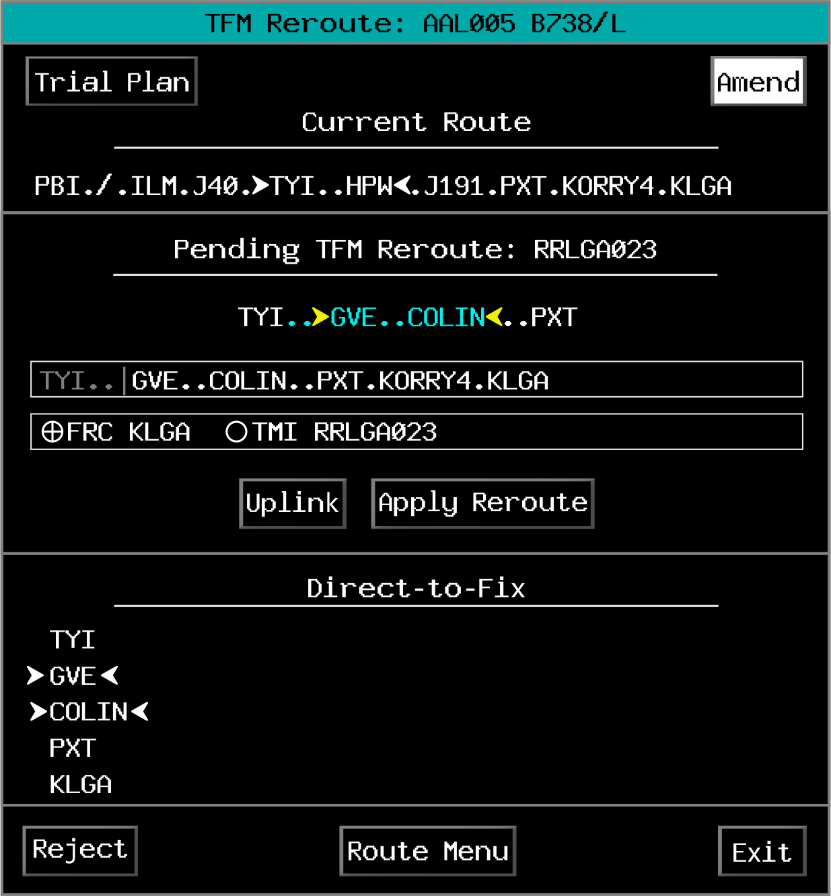 TFM Reroute: AAL005 B738/L
Trial Plan Amend
Current Route
PBI./.ILM.J40.➤TYI..HPW⮜.J191.PXT.KORRY4.KLGA
Pending TFM Reroute: RRLGA023
TYI..➤GVE..COLIN⮜..PXT
TYI..|GVE..COLIN..PXT.KORRY4.KLGA
⊕FRC KLGA ○TMI RRLGA023
Uplink Apply Reroute
Direct-to-Fix
TYI
➤GVE⮜
➤COLIN⮜
PXT
KLGA
Reject Route Menu Exit